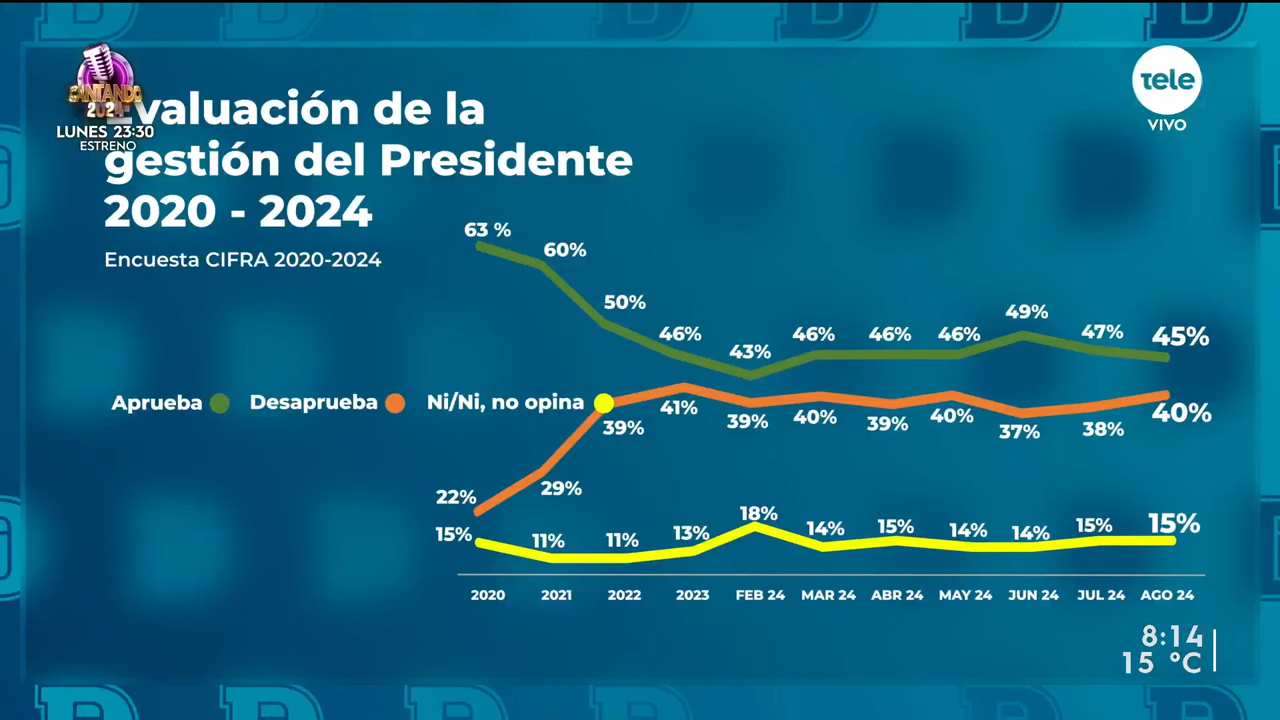 CANTANDO
2024
LUNES 23:30
ESTRENO
Evaluación de la
gestión del Presidente
2020 - 2024
Encuesta CIFRA 2020-2024
tele
VIVO
Aprueba
Desaprueba
Ni/Ni, no opina
63 %
60%
50%
46%
43%
46%
46%
46%
49%
47%
45%
22%
29%
39%
41%
39%
40%
39%
40%
37%
38%
40%
15%
11%
11%
13%
18%
14%
15%
14%
14%
15%
15%
2020
2021
2022
2023
FEB 24
MAR 24
ABR 24
MAY 24
JUN 24
JUL 24
AGO 24
8:14
15 °C